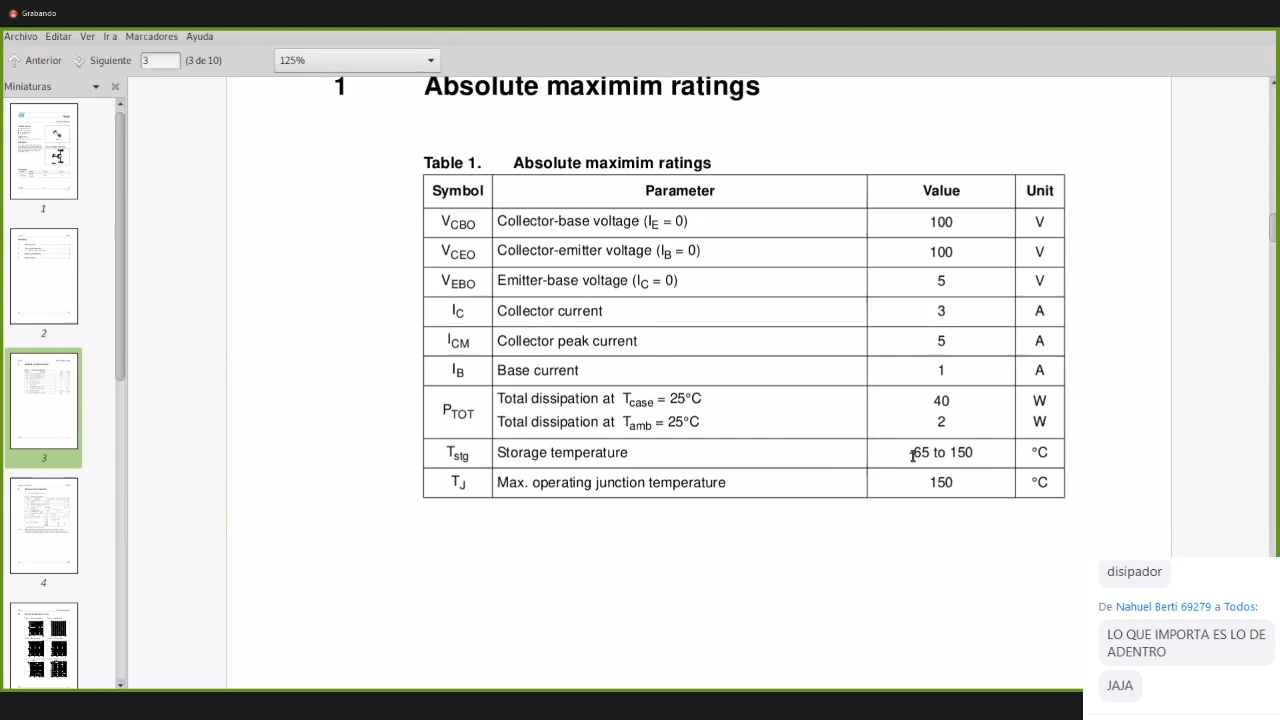 Grabando
Archivo Editar Ver Ir a Marcadores Ayuda
Anterior Siguiente 3 (3 de 10) 125%
Miniaturas
1
2
3
4
1 Absolute maximim ratings
Table 1. Absolute maximim ratings
Symbol Parameter Value Unit
VCBO Collector-base voltage (IE = 0) 100 V
VCEO Collector-emitter voltage (IB = 0) 100 V
VEBO Emitter-base voltage (IC = 0) 5 V
IC Collector current 3 A
ICM Collector peak current 5 A
IB Base current 1 A
PTOT Total dissipation at Tcase = 25°C 40 W
Total dissipation at Tamb = 25°C 2 W
Tstg Storage temperature -65 to 150 °C
TJ Max. operating junction temperature 150 °C
disipador
De Nahuel Berti 69279 a Todos:
LO QUE IMPORTA ES LO DE
ADENTRO
JAJA